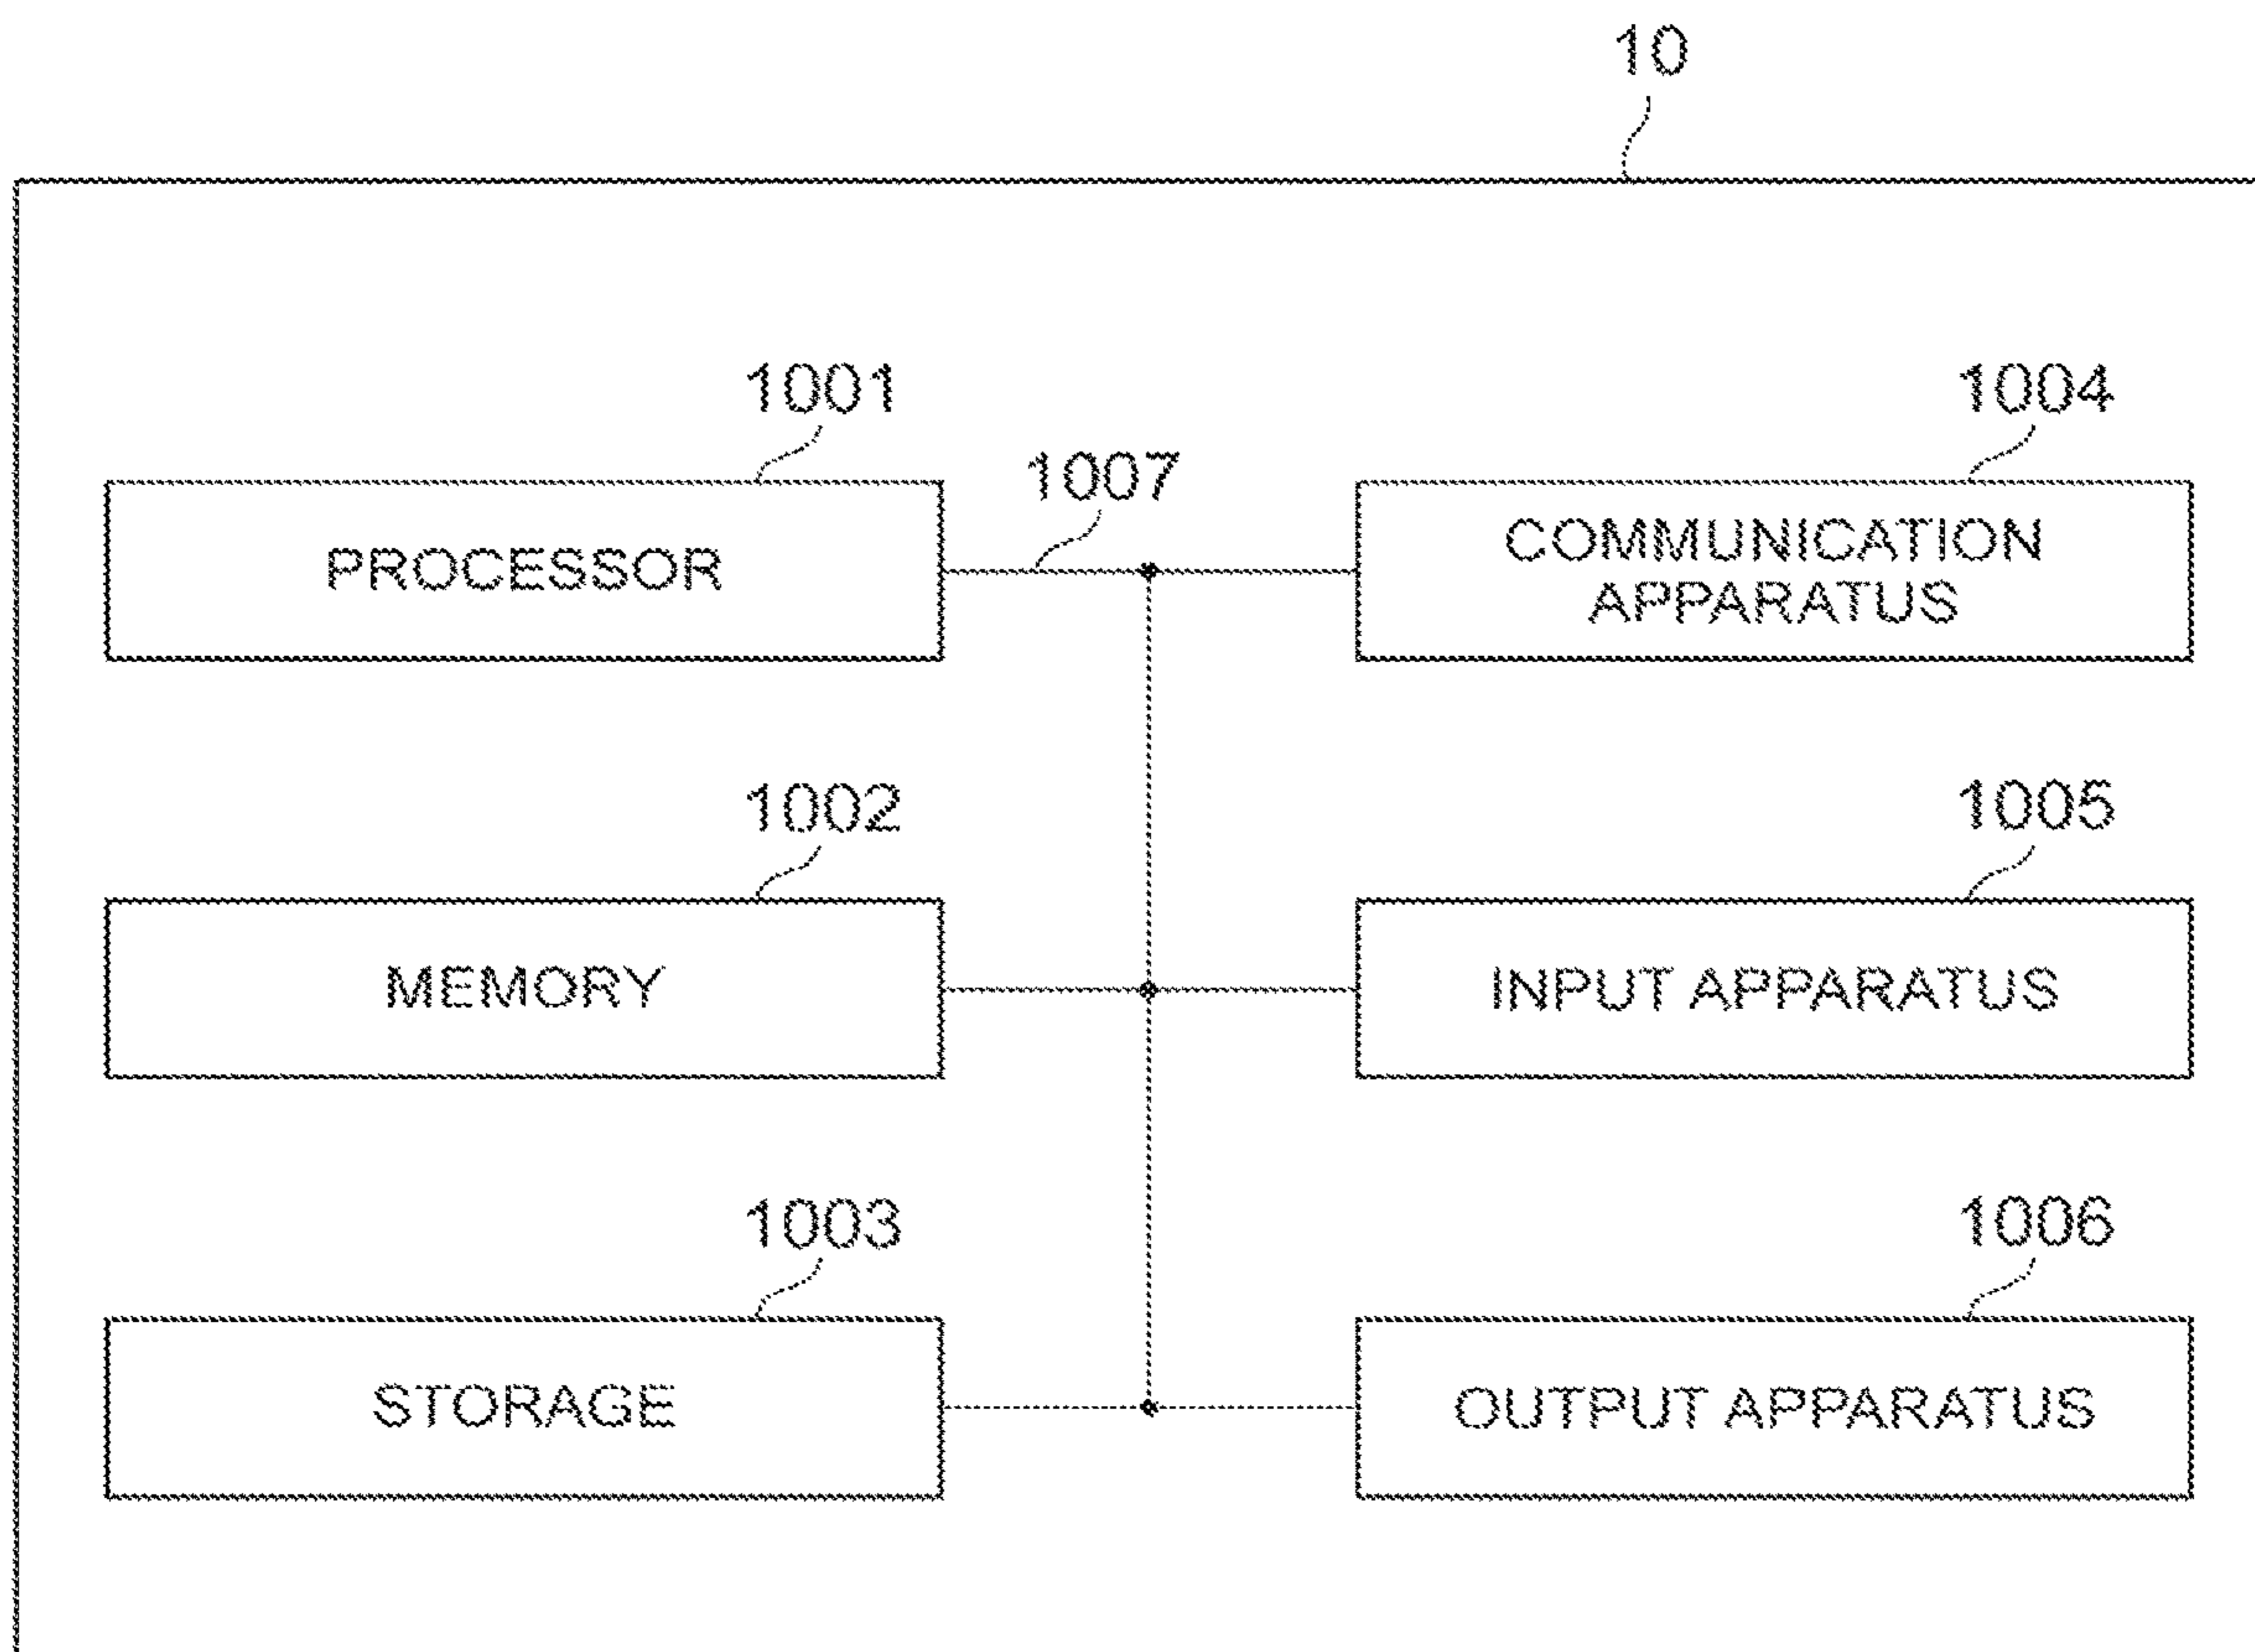 10
1001
1004
1007
PROCESSOR
COMMUNICATION
APPARATUS
1002
1005
MEMORY
INPUT APPARATUS
1003
1006
STORAGE
OUTPUT APPARATUS